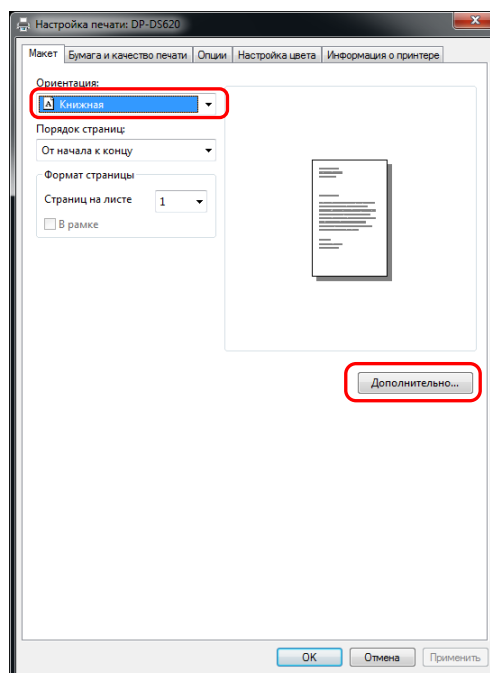 Настройка печати: DP-DS620
Макет Бумага и качество печати Опции Настройка цвета Информация о принтере
Ориентация:
Книжная
Порядок страниц:
От начала к концу
Формат страницы
Страниц на листе 1
В рамке
Дополнительно...
OK Отмена Применить